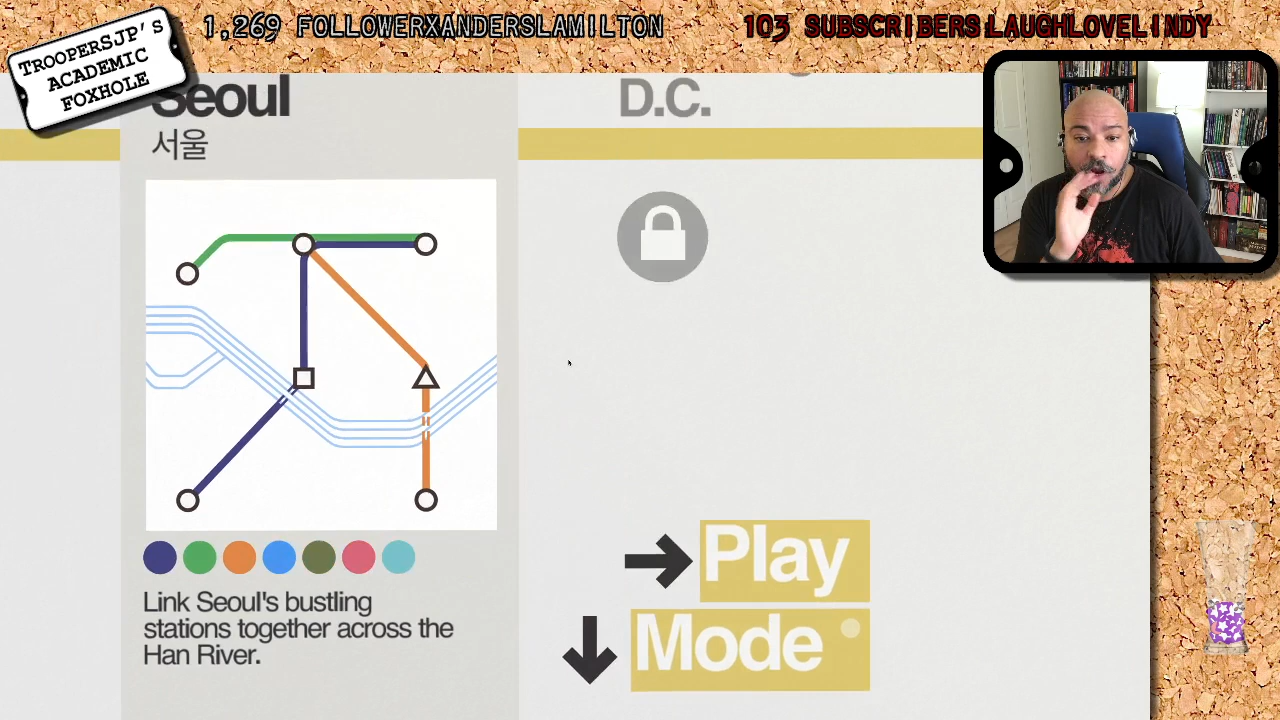 TROOPERSJP'S
ACADEMIC
FOXHOLE
1,269 FOLLOWERXANDERSLAMILTON
103 SUBSCRIBERS:LAUGHLOVELINDY
Seoul
서울
D.C.
Link Seoul's bustling
stations together across the
Han River.
Play
Mode